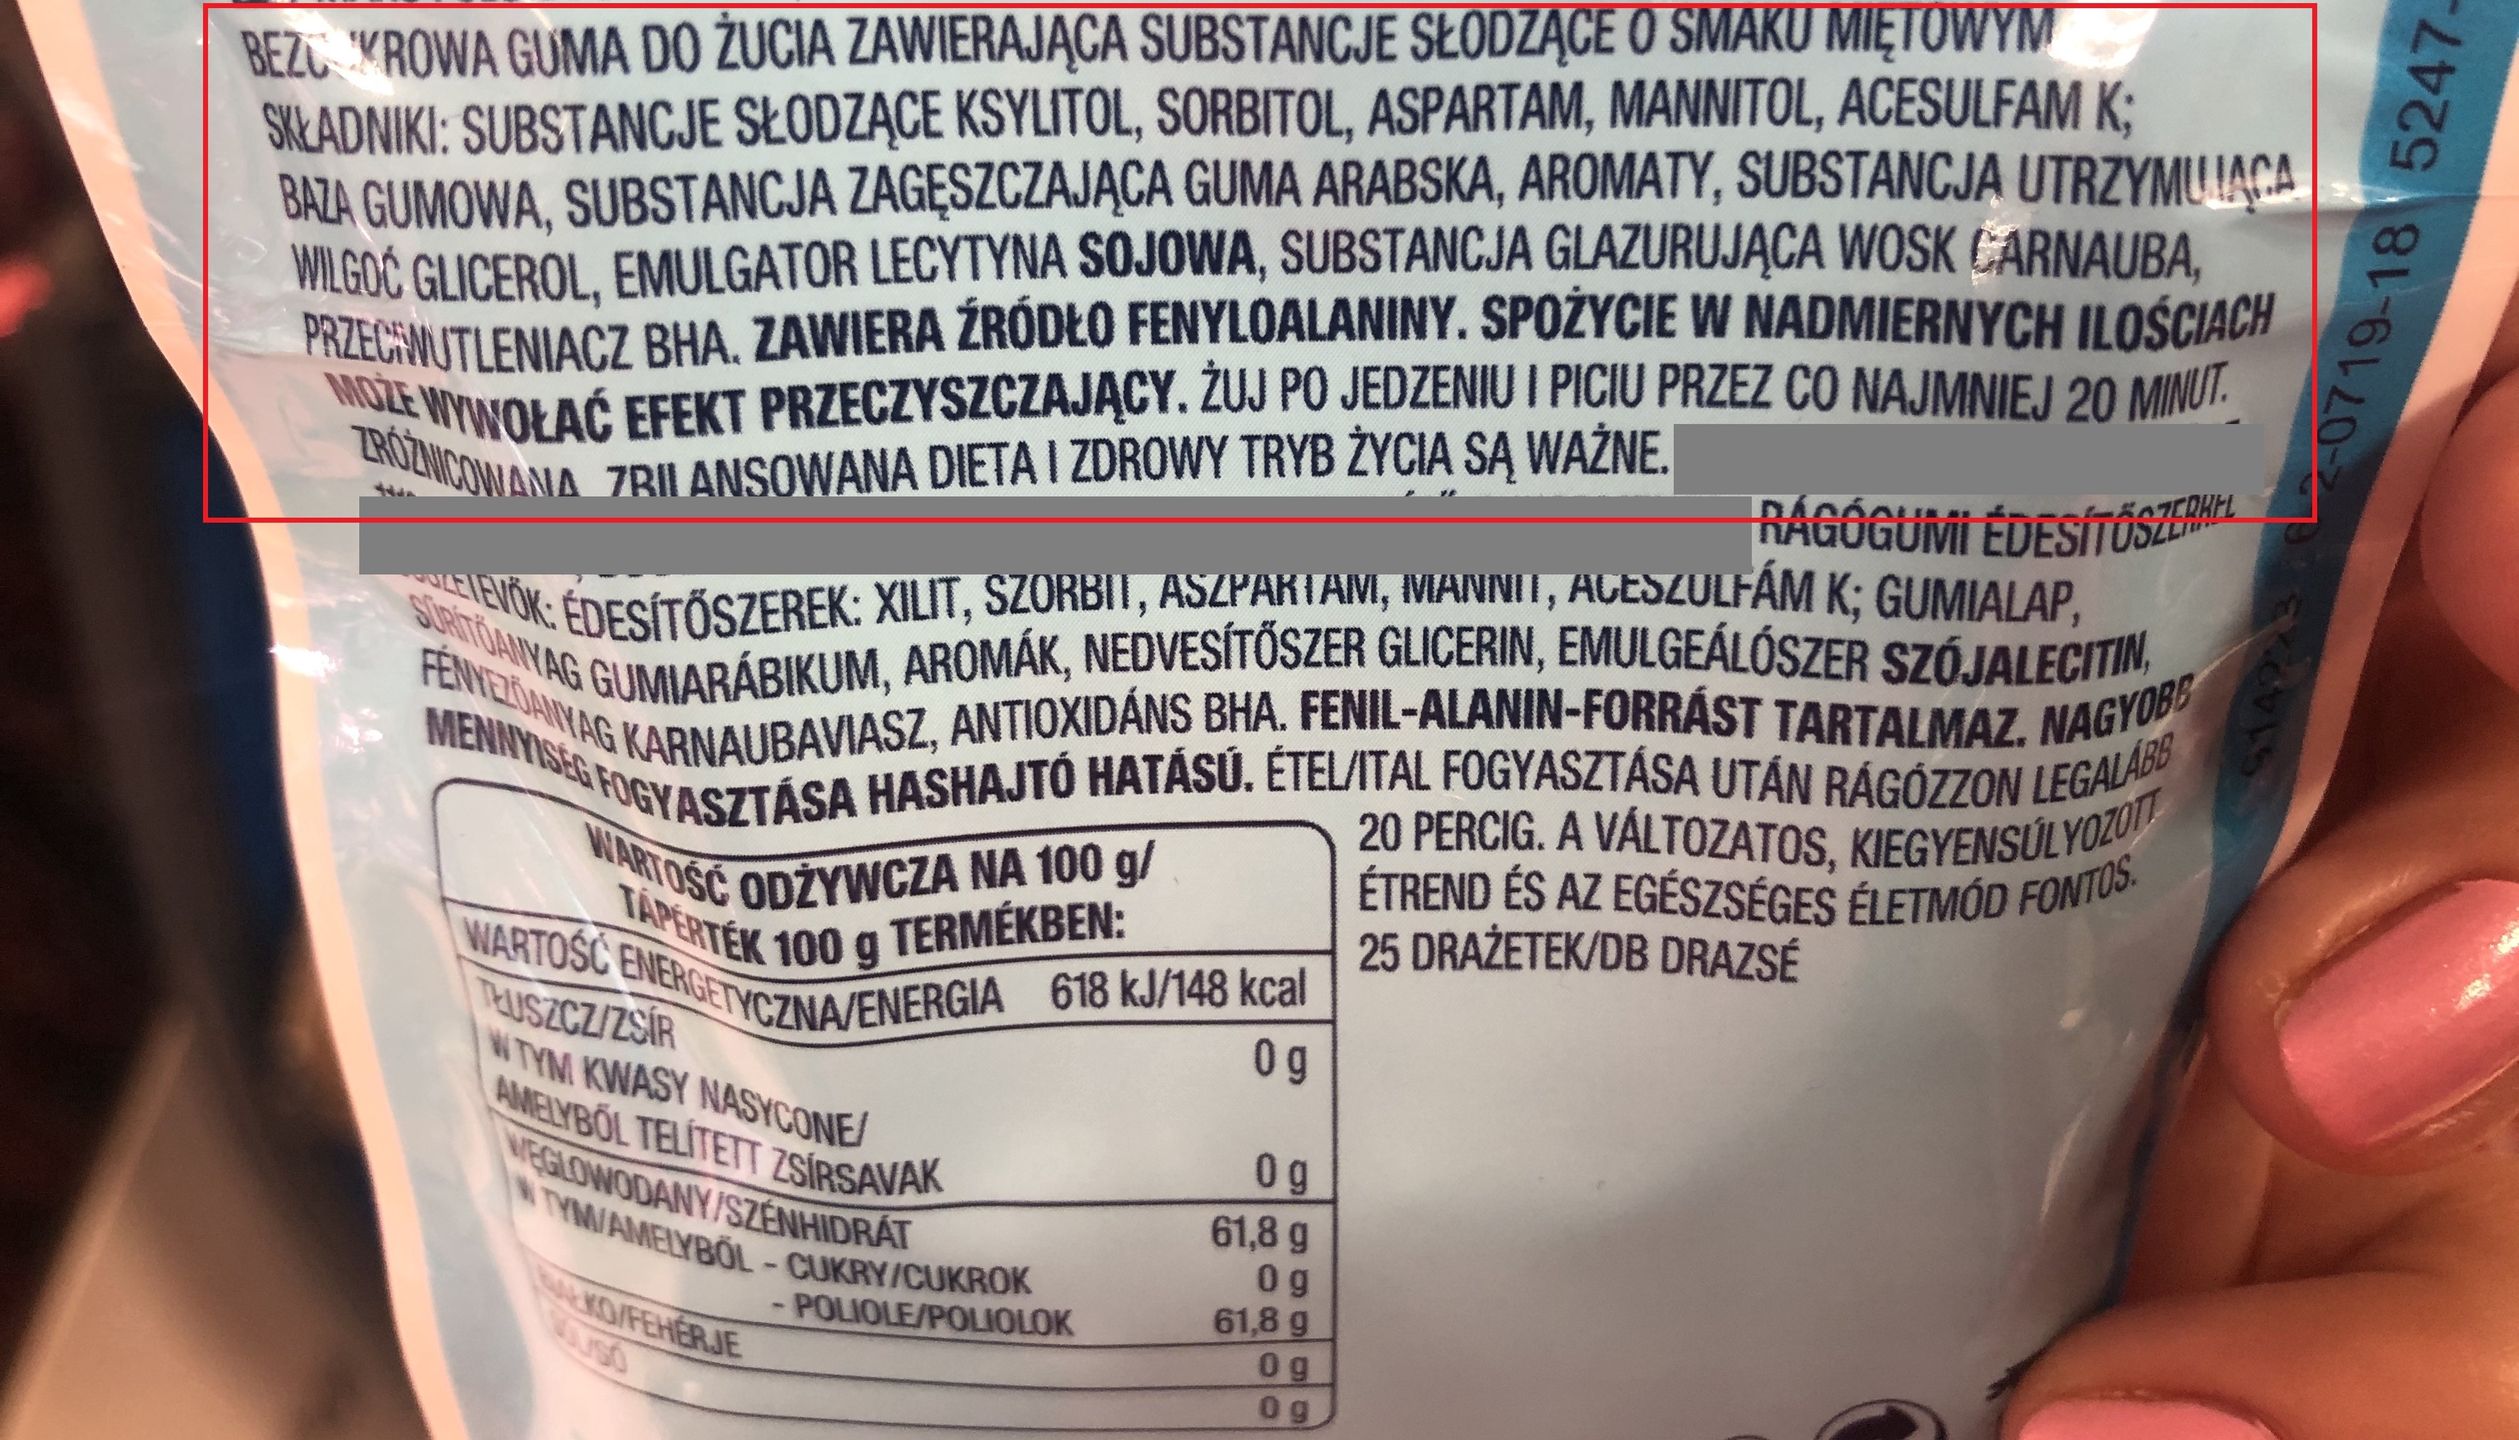 BEZCUKROWA GUMA DO ŻUCIA ZAWIERAJĄCA SUBSTANCJE SŁODZĄCE O SMAKU MIĘTOWYM
SKŁADNIKI: SUBSTANCJE SŁODZĄCE KSYLITOL, SORBITOL, ASPARTAM, MANNITOL, ACESULFAM K;
BAZA GUMOWA, SUBSTANCJA ZAGĘSZCZAJĄCA GUMA ARABSKA, AROMATY, SUBSTANCJA UTRZYMUJĄCA
WILGOĆ GLICEROL, EMULGATOR LECYTYNA SOJOWA, SUBSTANCJA GLAZURUJĄCA WOSK CARNAUBA,
PRZECIWUTLENIACZ BHA. ZAWIERA ŹRÓDŁO FENYLOALANINY. SPOŻYCIE W NADMIERNYCH ILOŚCIACH
MOŻE WYWOŁAĆ EFEKT PRZECZYSZCZAJĄCY. ŻUJ PO JEDZENIU I PICIU PRZEZ CO NAJMNIEJ 20 MINUT.
ZRÓŻNICOWANA, ZBILANSOWANA DIETA I ZDROWY TRYB ŻYCIA SĄ WAŻNE.
RÁGÓGUMI ÉDESÍTŐSZERREL
ÖSSZETEVŐK: ÉDESÍTŐSZEREK: XILIT, SZORBIT, ASZPARTAM, MANNIT, ACESZULFÁM K; GUMIALAP,
SŰRÍTŐANYAG GUMIARÁBIKUM, AROMÁK, NEDVESÍTŐSZER GLICERIN, EMULGEÁLÓSZER SZÓJALECITIN,
FÉNYEZŐANYAG KARNAUBAVIASZ, ANTIOXIDÁNS BHA. FENIL-ALANIN-FORRÁST TARTALMAZ. NAGYOBB
MENNYISÉG FOGYASZTÁSA HASHAJTÓ HATÁSÚ. ÉTEL/ITAL FOGYASZTÁSA UTÁN RÁGÓZZON LEGALÁBB
20 PERCIG. A VÁLTOZATOS, KIEGYENSÚLYOZOTT
ÉTREND ÉS AZ EGÉSZSÉGES ÉLETMÓD FONTOS.
25 DRAŻETEK/DB DRAZSÉ
WARTOŚĆ ODŻYWCZA NA 100 g/
TÁPÉRTÉK 100 g TERMÉKBEN:
WARTOŚĆ ENERGETYCZNA/ENERGIA 618 kJ/148 kcal
TŁUSZCZ/ZSÍR 0 g
W TYM KWASY NASYCONE/
AMELYBŐL TELÍTETT ZSÍRSAVAK 0 g
WĘGLOWODANY/SZÉNHIDRÁT 61,8 g
W TYM/AMELYBŐL - CUKRY/CUKROK 0 g
- POLIOLE/POLIOLOK 61,8 g
BIAŁKO/FEHÉRJE 0 g
SÓL/SÓ 0 g